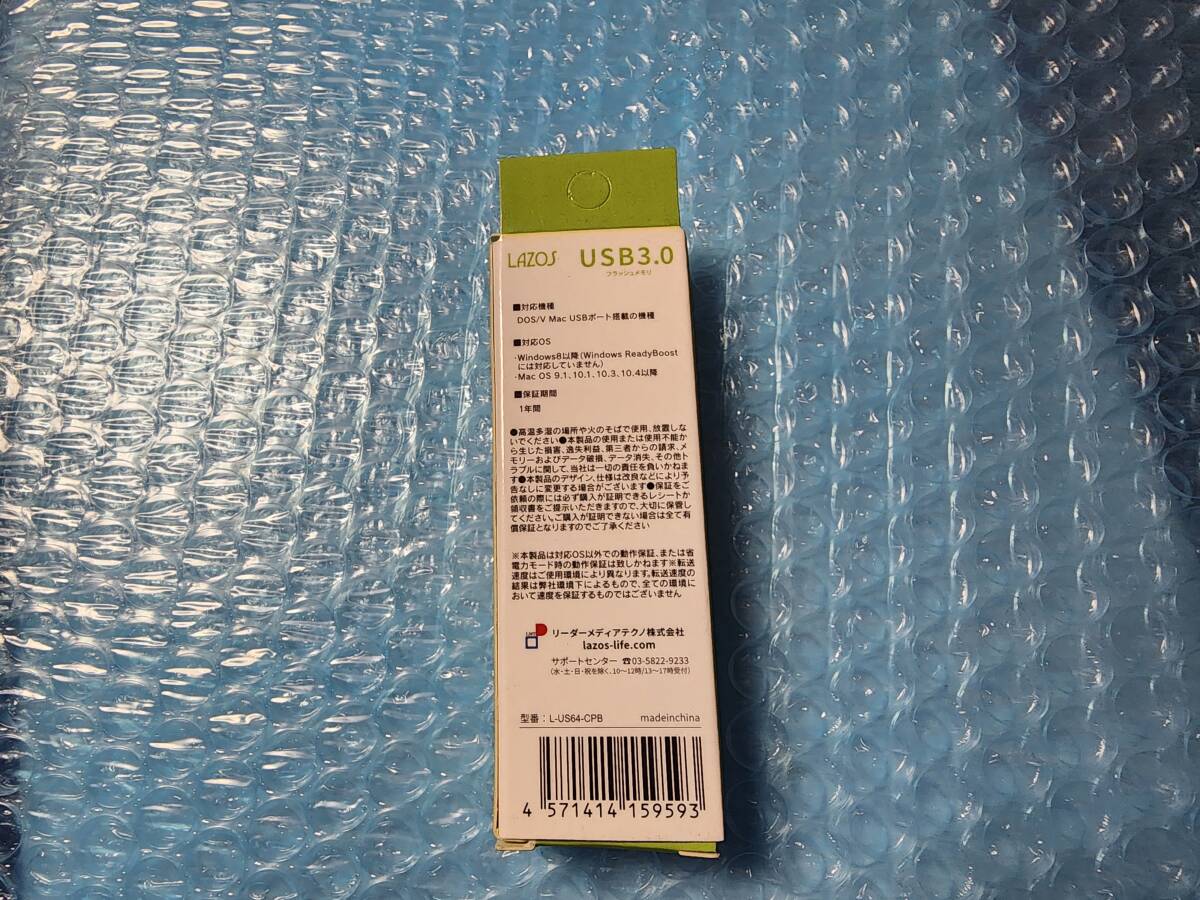 LAZOS USB3.0
フラッシュメモリ
■対応機種
DOS/V Mac USBポート搭載の機種
■対応OS
・Windows8以降(Windows ReadyBoost
には対応していません)
・Mac OS 9.1、10.1、10.3、10.4以降
■保証期間
1年間
●高温多湿の場所や火のそばで使用、放置しな
いでください●本製品の使用または使用不能か
ら生じた損害、逸失利益、第三者からの請求、メ
モリーおよびデータ破損、データ消失、その他ト
ラブルに関して、当社は一切の責任を負いかねま
す●本製品のデザイン、仕様は改良などにより予
告なしに変更する場合がございます●保証をご
依頼の際には必ず購入が証明できるレシートか
領収書をご提示いただきますので、大切に保管し
てください。ご購入が証明できない場合は全て有
償保証となりますのでご了承ください
※本製品は対応OS以外での動作保証、または省
電力モード時の動作保証は致しかねます※転送
速度はご使用環境により異なります。転送速度の
結果は弊社環境下によるもので、全ての環境に
おいて速度を保証するものではございません
LMT
リーダーメディアテクノ株式会社
lazos-life.com
サポートセンター ☎03-5822-9233
(水・土・日・祝を除く、10〜12時/13〜17時受付)
型番：L-US64-CPB madeinchina
4 571414 159593